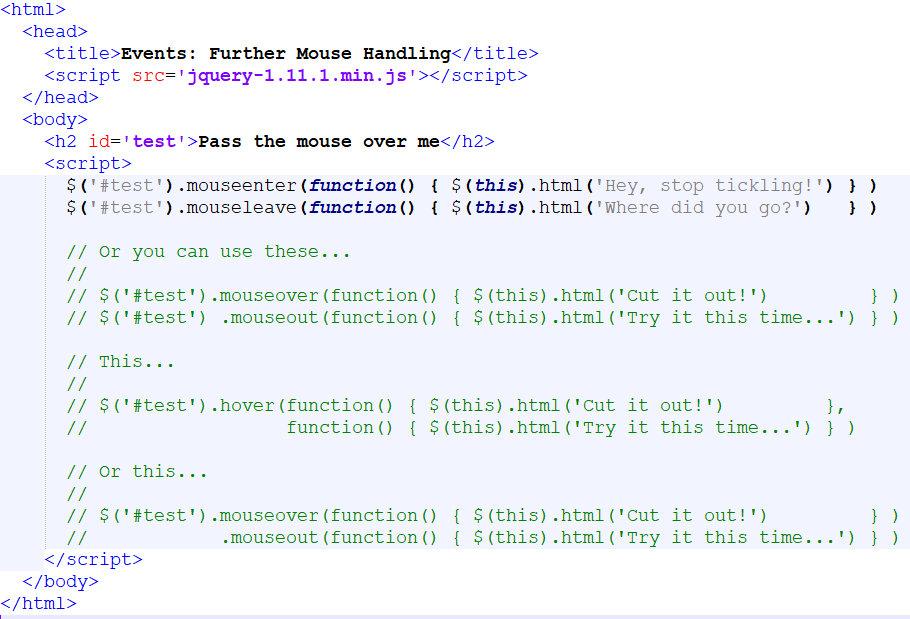 <html>
  <head>
    <title>Events: Further Mouse Handling</title>
    <script src='jquery-1.11.1.min.js'></script>
  </head>
  <body>
    <h2 id='test'>Pass the mouse over me</h2>
    <script>
      $('#test').mouseenter(function() { $(this).html('Hey, stop tickling!') } )
      $('#test').mouseleave(function() { $(this).html('Where did you go?')   } )

      // Or you can use these...
      //
      // $('#test').mouseover(function() { $(this).html('Cut it out!')         } )
      // $('#test') .mouseout(function() { $(this).html('Try it this time...') } )

      // This...
      //
      // $('#test').hover(function() { $(this).html('Cut it out!')         },
      //                  function() { $(this).html('Try it this time...') } )

      // Or this...
      //
      // $('#test').mouseover(function() { $(this).html('Cut it out!')         } )
      //            .mouseout(function() { $(this).html('Try it this time...') } )
    </script>
  </body>
</html>